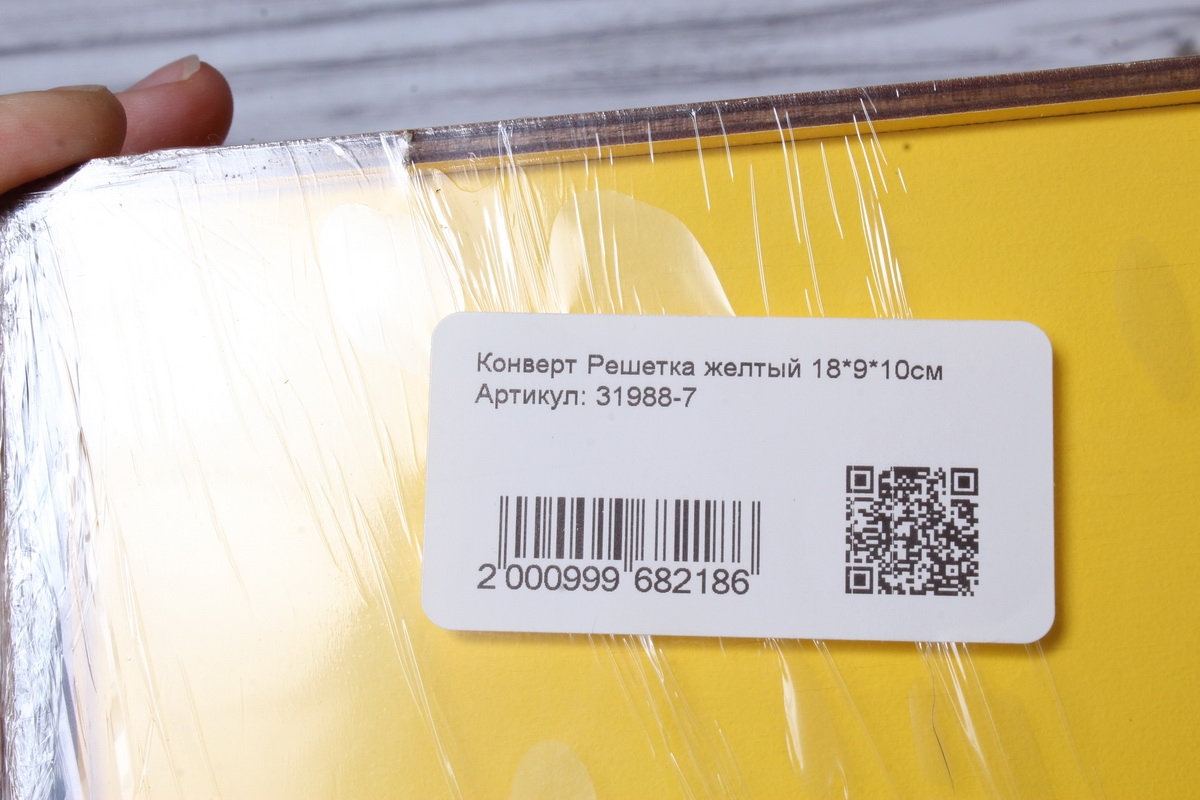 Конверт Решетка желтый 18*9*10см
Артикул: 31988-7
2 000999 682186